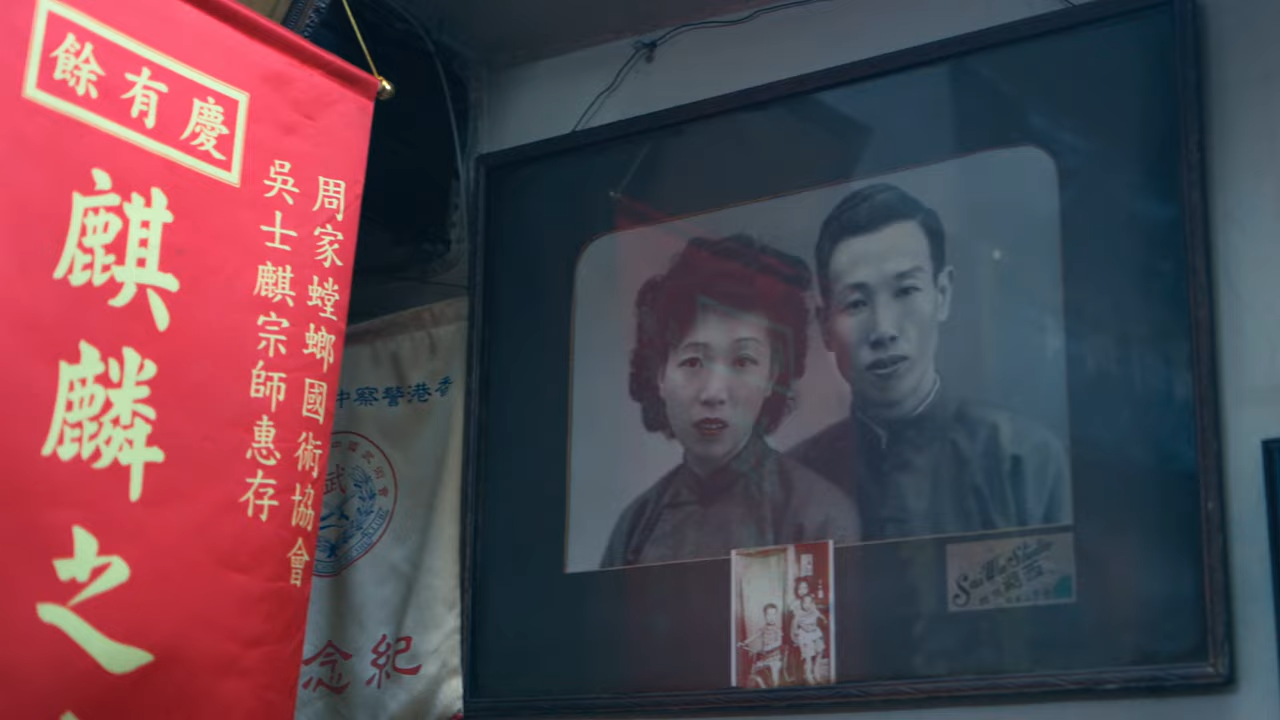 慶有餘
周家螳螂國術協會
吳士麒宗師惠存
麒麟之
香港警察中
武
紀念